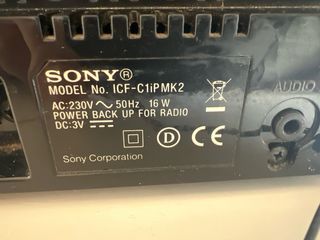 SONY®
MODEL No. ICF-C1iPMK2
AC:230V ~ 50Hz 16 W
POWER BACK UP FOR RADIO
DC:3V
D CE
Sony Corporation
AUDIO